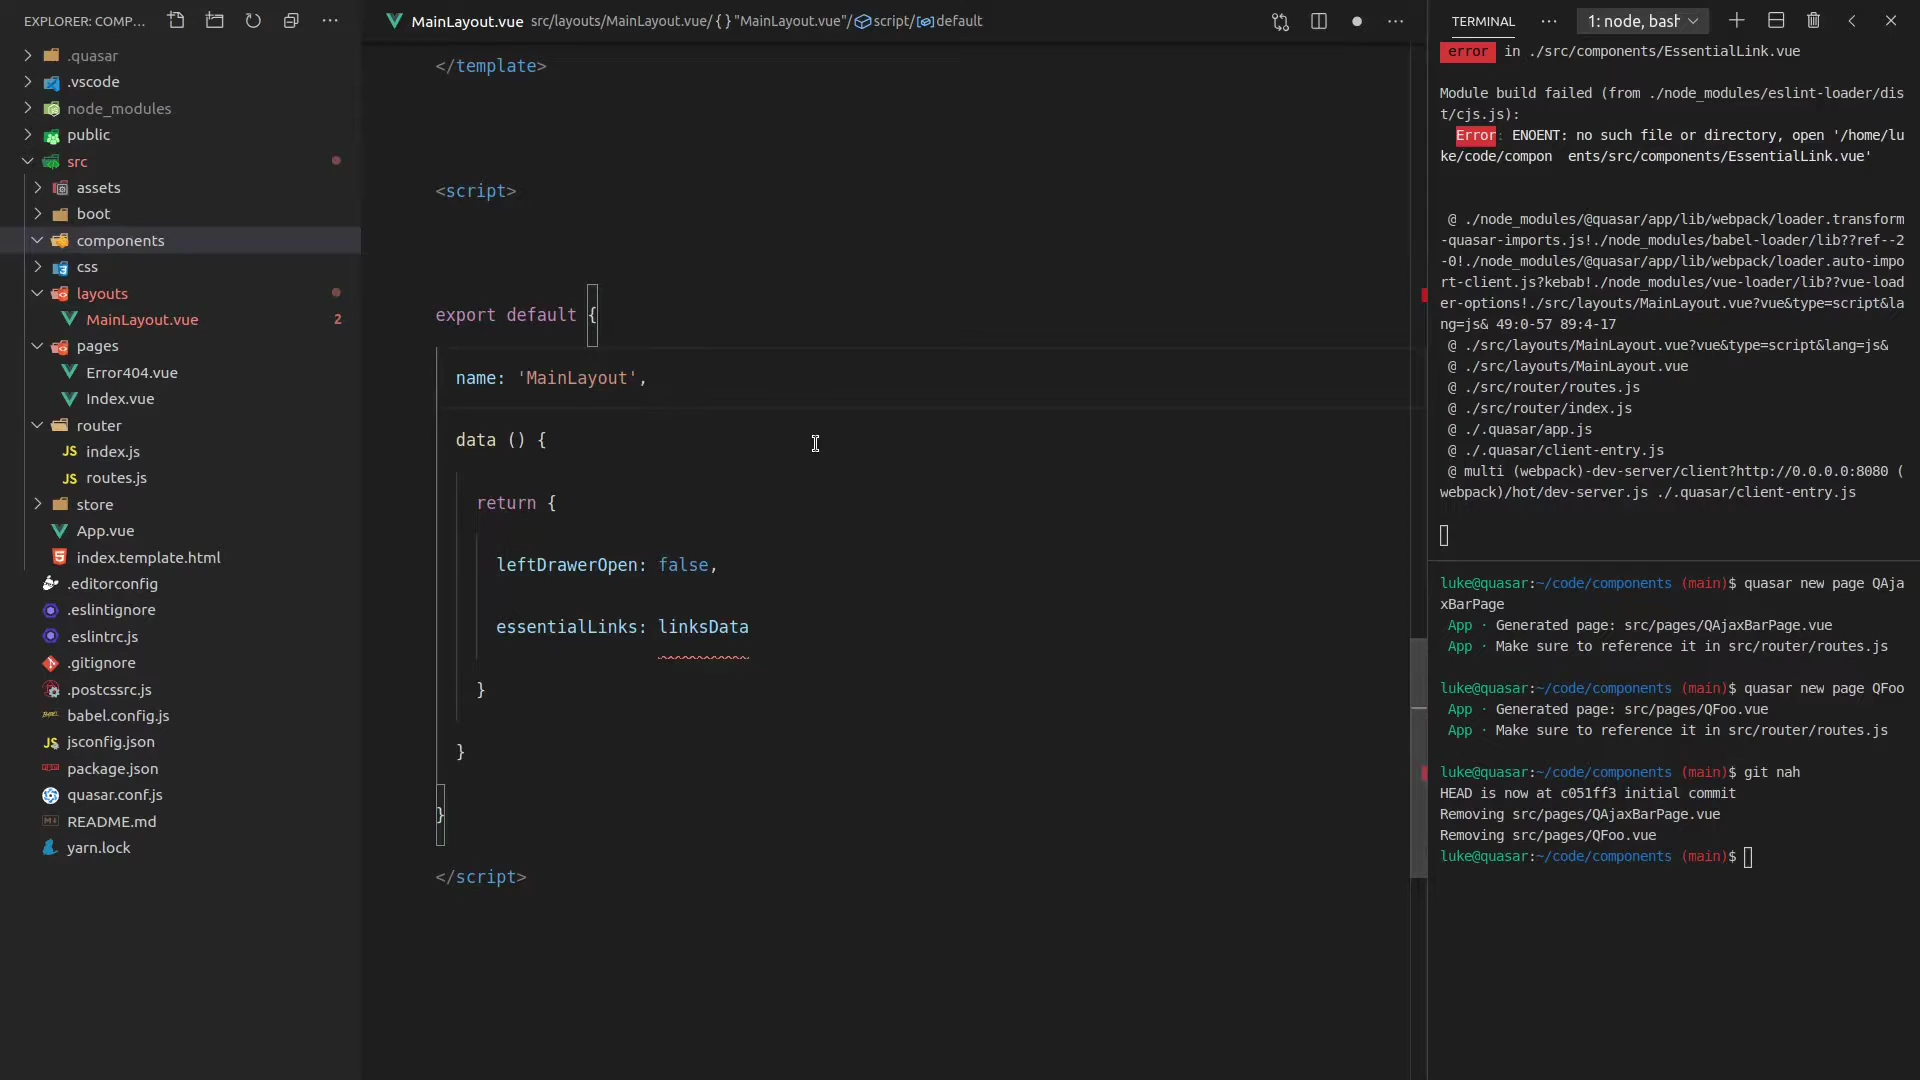 EXPLORER: COMP...
.quasar
.vscode
node_modules
public
src
assets
boot
components
css
layouts
MainLayout.vue 2
pages
Error404.vue
Index.vue
router
index.js
routes.js
store
App.vue
index.template.html
.editorconfig
.eslintignore
.eslintrc.js
.gitignore
.postcssrc.js
babel.config.js
jsconfig.json
package.json
quasar.conf.js
README.md
yarn.lock
MainLayout.vue src/layouts/MainLayout.vue/{ }"MainLayout.vue"/script/default
</template>
<script>
export default {
name: 'MainLayout',
data () {
return {
leftDrawerOpen: false,
essentialLinks: linksData
}
}
}
</script>
TERMINAL ... 1: node, bash
error in ./src/components/EssentialLink.vue
Module build failed (from ./node_modules/eslint-loader/dis
t/cjs.js):
Error: ENOENT: no such file or directory, open '/home/lu
ke/code/compon  ents/src/components/EssentialLink.vue'
@ ./node_modules/@quasar/app/lib/webpack/loader.transform
-quasar-imports.js!./node_modules/babel-loader/lib??ref--2
-0!./node_modules/@quasar/app/lib/webpack/loader.auto-impo
rt-client.js?kebab!./node_modules/vue-loader/lib??vue-load
er-options!./src/layouts/MainLayout.vue?vue&type=script&la
ng=js& 49:0-57 89:4-17
@ ./src/layouts/MainLayout.vue?vue&type=script&lang=js&
@ ./src/layouts/MainLayout.vue
@ ./src/router/routes.js
@ ./src/router/index.js
@ ./.quasar/app.js
@ ./.quasar/client-entry.js
@ multi (webpack)-dev-server/client?http://0.0.0.0:8080 (
webpack)/hot/dev-server.js ./.quasar/client-entry.js
luke@quasar:~/code/components (main)$ quasar new page QAja
xBarPage
App · Generated page: src/pages/QAjaxBarPage.vue
App · Make sure to reference it in src/router/routes.js
luke@quasar:~/code/components (main)$ quasar new page QFoo
App · Generated page: src/pages/QFoo.vue
App · Make sure to reference it in src/router/routes.js
luke@quasar:~/code/components (main)$ git nah
HEAD is now at c051ff3 initial commit
Removing src/pages/QAjaxBarPage.vue
Removing src/pages/QFoo.vue
luke@quasar:~/code/components (main)$